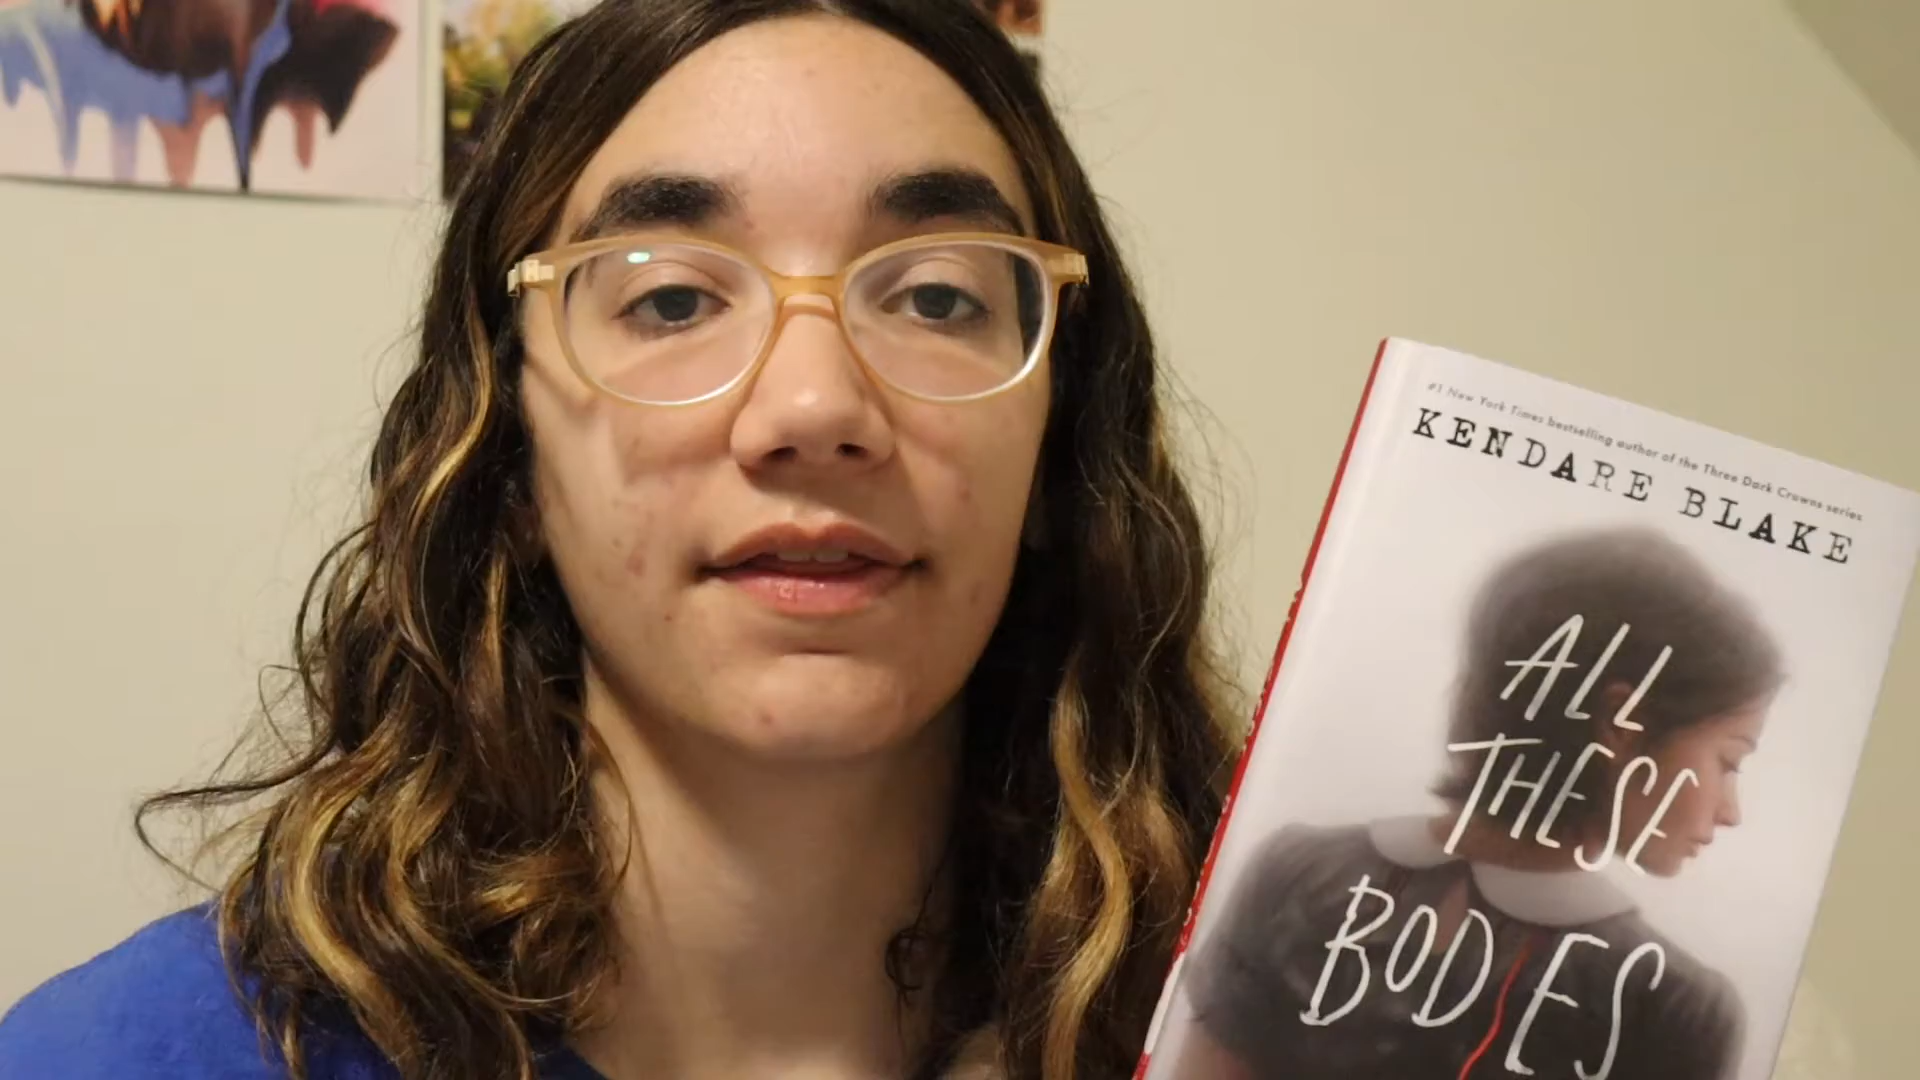 #1 New York Times bestselling author of the Three Dark Crowns series
KENDARE BLAKE
ALL
THESE
BODIES